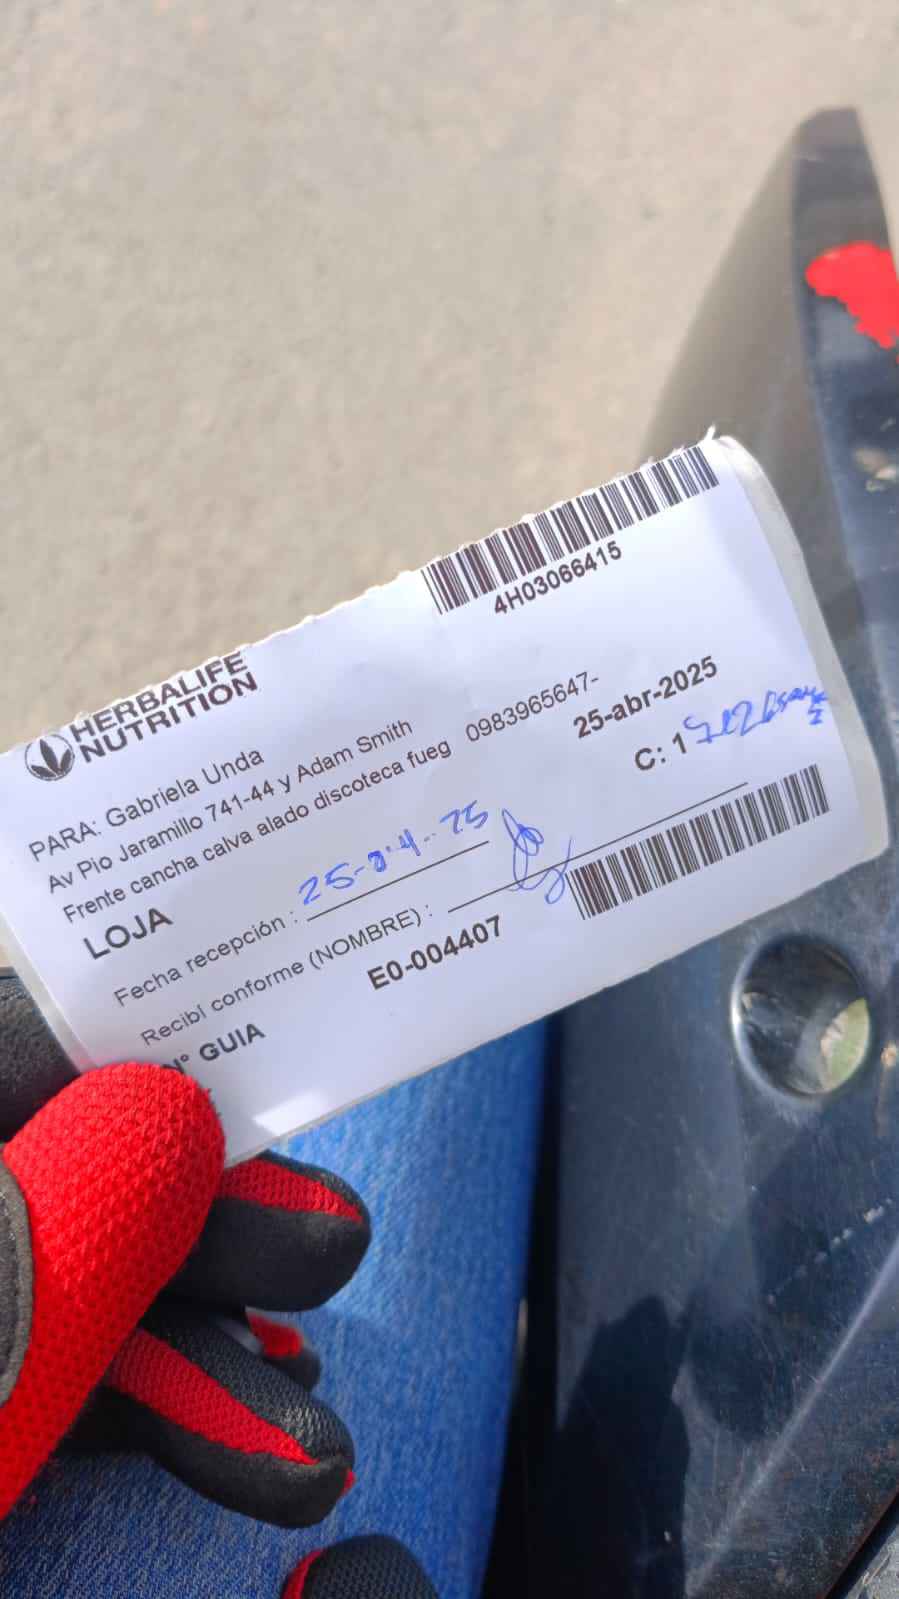 4H03066415
HERBALIFE
NUTRITION
PARA: Gabriela Unda
Av Pio Jaramillo 741-44 y Adam Smith
Frente cancha calva alado discoteca fueg 0983965647-
LOJA
25-abr-2025
C: 1
Fecha recepción : 25-04-25
Recibí conforme (NOMBRE) :
N° GUIA E0-004407